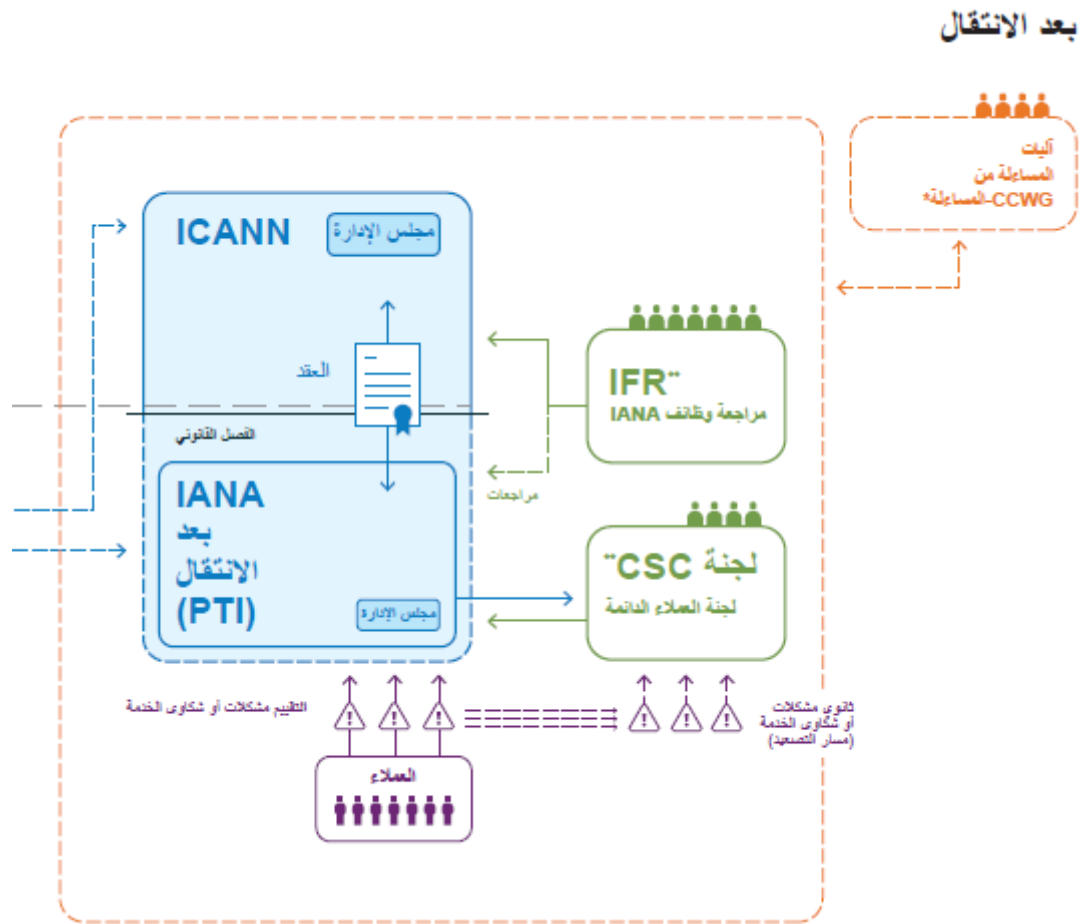 بعد الانتقال
آليات
المساءلة من
CCWG-المساءلة*
ICANN
مجلس الإدارة
العقد
الفصل القانوني
IANA
بعد
الانتقال
(PTI)
مجلس الإدارة
IFR**
مراجعة وظائف IANA
مراجعات
لجنة CSC**
لجنة العملاء الدائمة
التقييم مشكلات أو شكاوى الخدمة
ثانوي مشكلات
أو شكاوى الخدمة
(مسار التصعيد)
العملاء